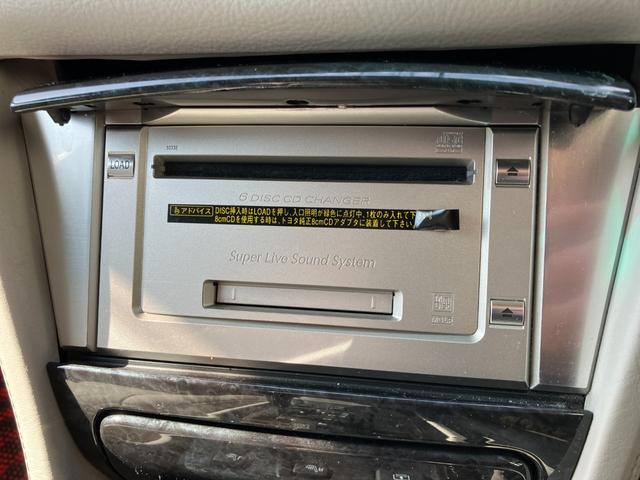 LOAD
6 DISC CD CHANGER
アドバイス DISC挿入時はLOADを押し、入口照明が緑色に点灯中、1枚のみ入れて下
8cmCDを使用する時は、トヨタ純正8cmCDアダプタに装着して下さい
Super Live Sound System
MDLP